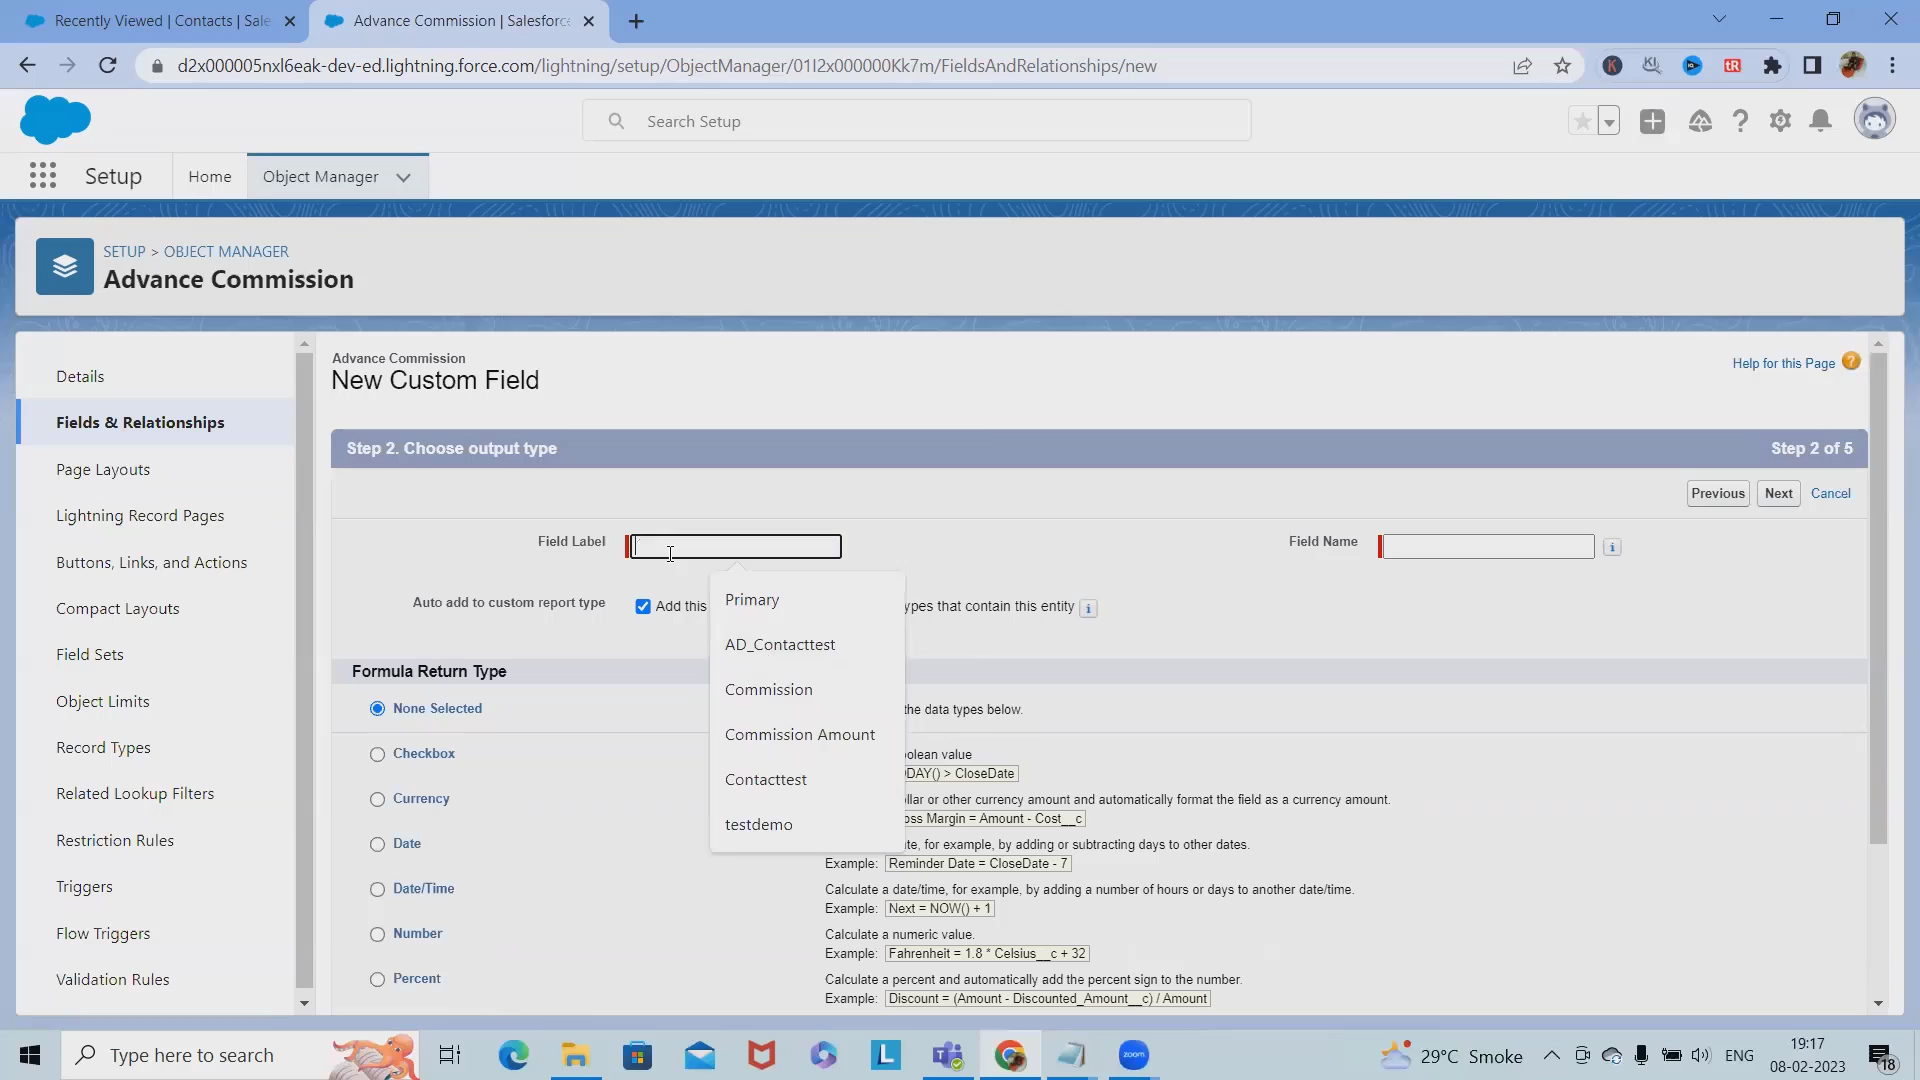 Recently Viewed | Contacts | Sale
Advance Commission | Salesforc
d2x000005nxl6eak-dev-ed.lightning.force.com/lightning/setup/ObjectManager/01I2x000000Kk7m/FieldsAndRelationships/new
Search Setup
Setup
Home
Object Manager
SETUP > OBJECT MANAGER
Advance Commission
Details
Fields & Relationships
Page Layouts
Lightning Record Pages
Buttons, Links, and Actions
Compact Layouts
Field Sets
Object Limits
Record Types
Related Lookup Filters
Restriction Rules
Triggers
Flow Triggers
Validation Rules
Advance Commission
New Custom Field
Help for this Page
Step 2. Choose output type
Step 2 of 5
Previous
Next
Cancel
Field Label
Field Name
Auto add to custom report type
Add this
ypes that contain this entity
Primary
AD_Contacttest
Commission
Commission Amount
Contacttest
testdemo
Formula Return Type
None Selected
the data types below.
Checkbox
olean value
DAY() > CloseDate
Currency
ollar or other currency amount and automatically format the field as a currency amount.
oss Margin = Amount - Cost__c
Date
te, for example, by adding or subtracting days to other dates.
Example: Reminder Date = CloseDate - 7
Date/Time
Calculate a date/time, for example, by adding a number of hours or days to another date/time.
Example: Next = NOW() + 1
Number
Calculate a numeric value.
Example: Fahrenheit = 1.8 * Celsius__c + 32
Percent
Calculate a percent and automatically add the percent sign to the number.
Example: Discount = (Amount - Discounted_Amount__c) / Amount
Type here to search
zoom
29°C Smoke
ENG
19:17
08-02-2023
18